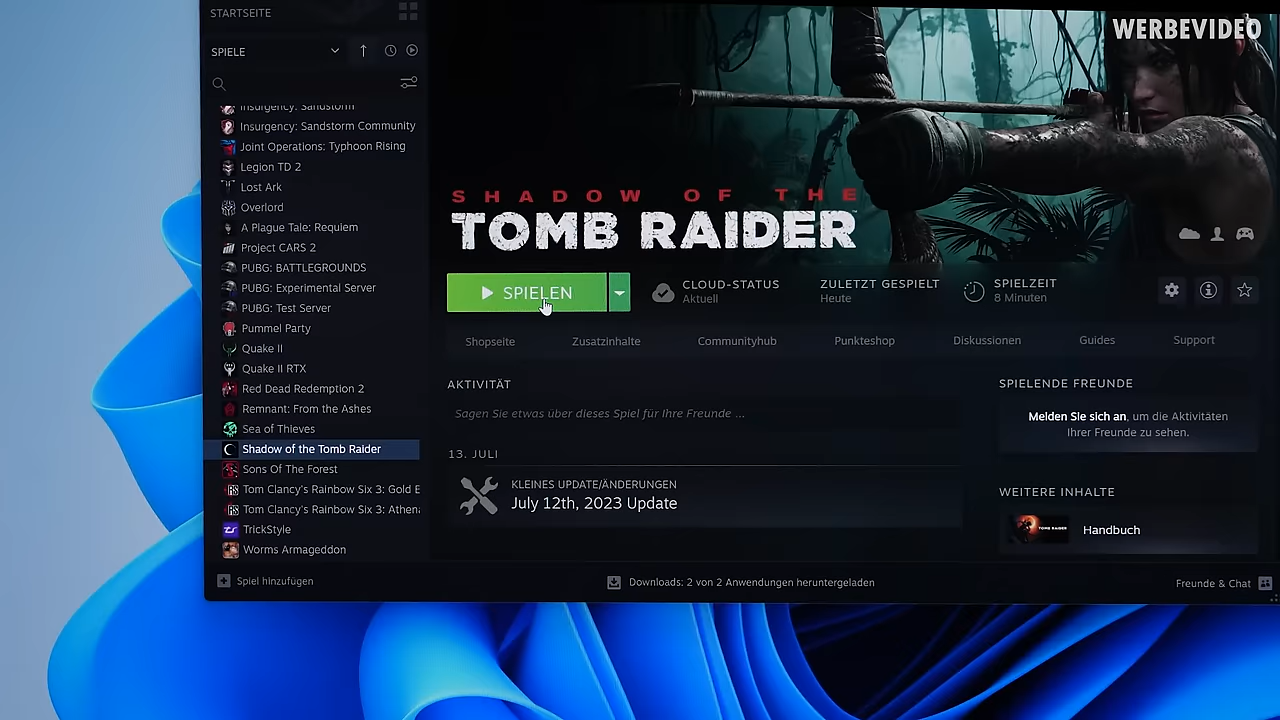 STARTSEITE
WERBEVIDEO
SPIELE
Insurgency: Sandstorm
Insurgency: Sandstorm Community
Joint Operations: Typhoon Rising
Legion TD 2
Lost Ark
Overlord
A Plague Tale: Requiem
Project CARS 2
PUBG: BATTLEGROUNDS
PUBG: Experimental Server
PUBG: Test Server
Pummel Party
Quake II
Quake II RTX
Red Dead Redemption 2
Remnant: From the Ashes
Sea of Thieves
Shadow of the Tomb Raider
Sons Of The Forest
Tom Clancy's Rainbow Six 3: Gold E
Tom Clancy's Rainbow Six 3: Athena
TrickStyle
Worms Armageddon
Spiel hinzufügen
SHADOW OF THE
TOMB RAIDER
SPIELEN
CLOUD-STATUS
Aktuell
ZULETZT GESPIELT
Heute
SPIELZEIT
8 Minuten
Shopseite Zusatzinhalte Communityhub Punkteshop Diskussionen Guides Support
AKTIVITÄT
Sagen Sie etwas über dieses Spiel für Ihre Freunde ...
13. JULI
KLEINES UPDATE/ÄNDERUNGEN
July 12th, 2023 Update
SPIELENDE FREUNDE
Melden Sie sich an, um die Aktivitäten
Ihrer Freunde zu sehen.
WEITERE INHALTE
TOMB RAIDER
Handbuch
Downloads: 2 von 2 Anwendungen heruntergeladen
Freunde & Chat